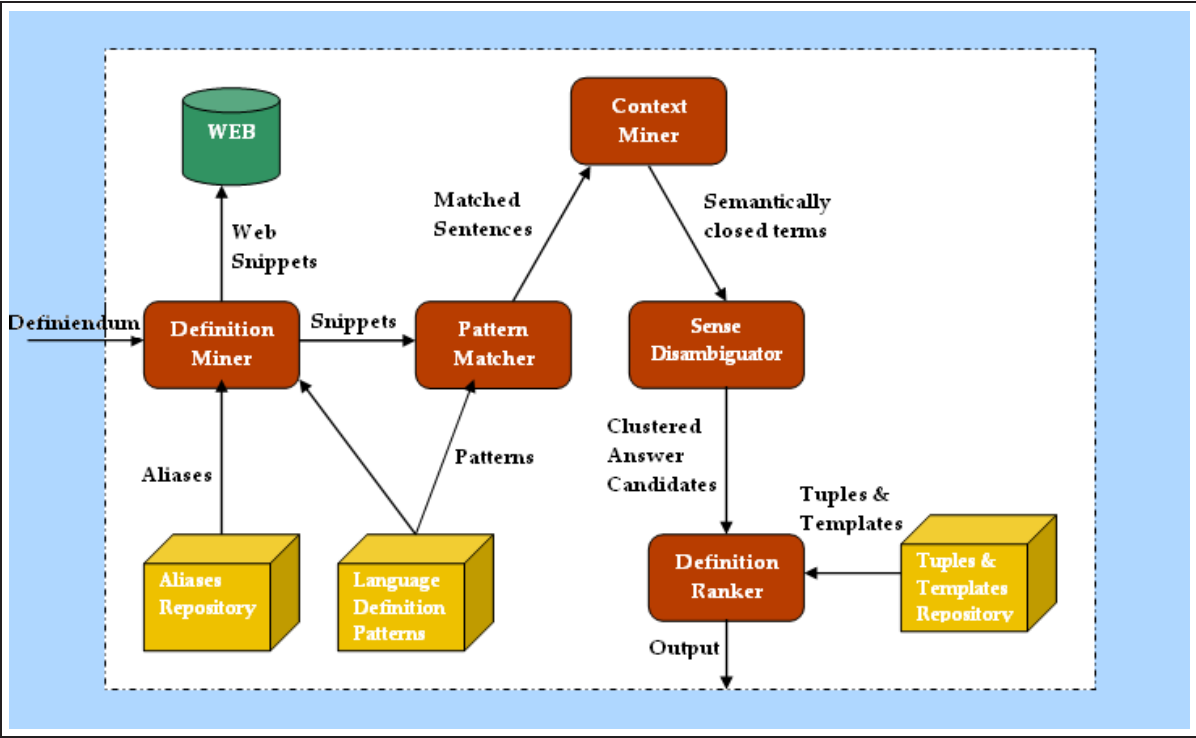 WEB
Context
Miner
Matched
Sentences
Semantically
closed terms
Web
Snippets
Definiendum
Definition
Miner
Snippets
Pattern
Matcher
Sense
Disambiguator
Aliases
Patterns
Clustered
Answer
Candidates
Tuples &
Templates
Aliases
Repository
Language
Definition
Patterns
Definition
Ranker
Tuples &
Templates
Repository
Output